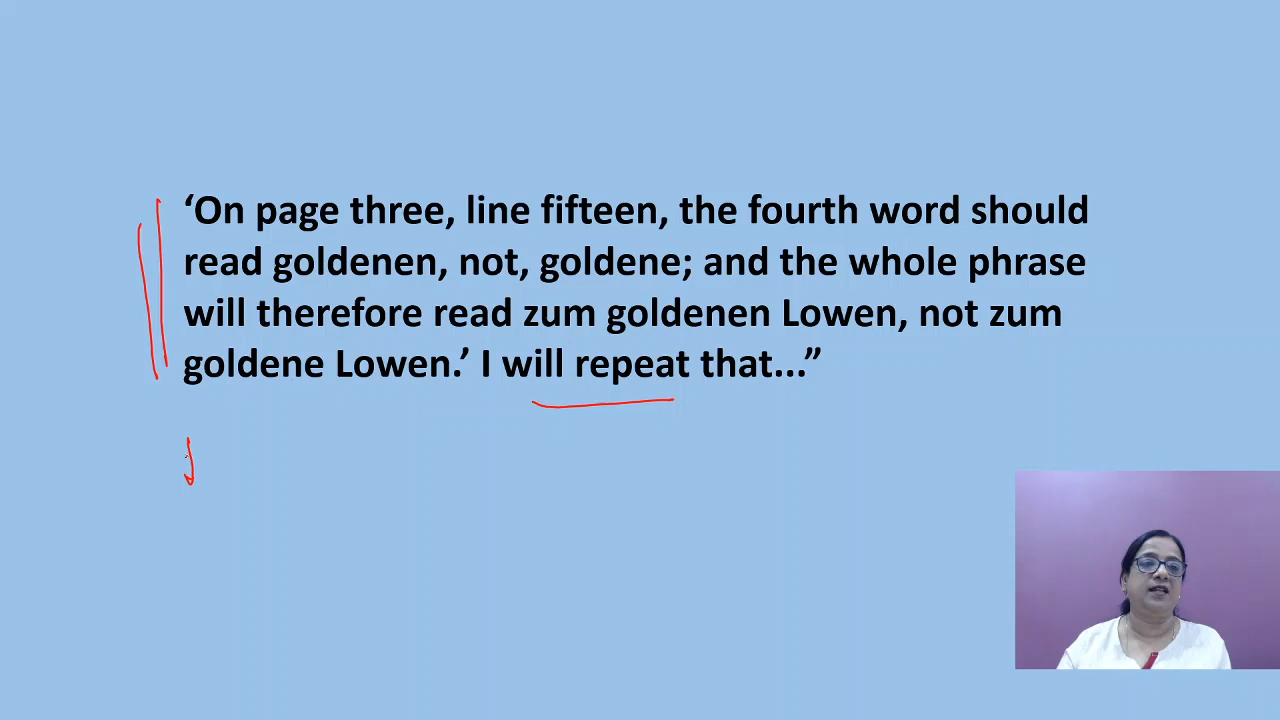 ‘On page three, line fifteen, the fourth word should
read goldenen, not, goldene; and the whole phrase
will therefore read zum goldenen Lowen, not zum
goldene Lowen.’ I will repeat that...”